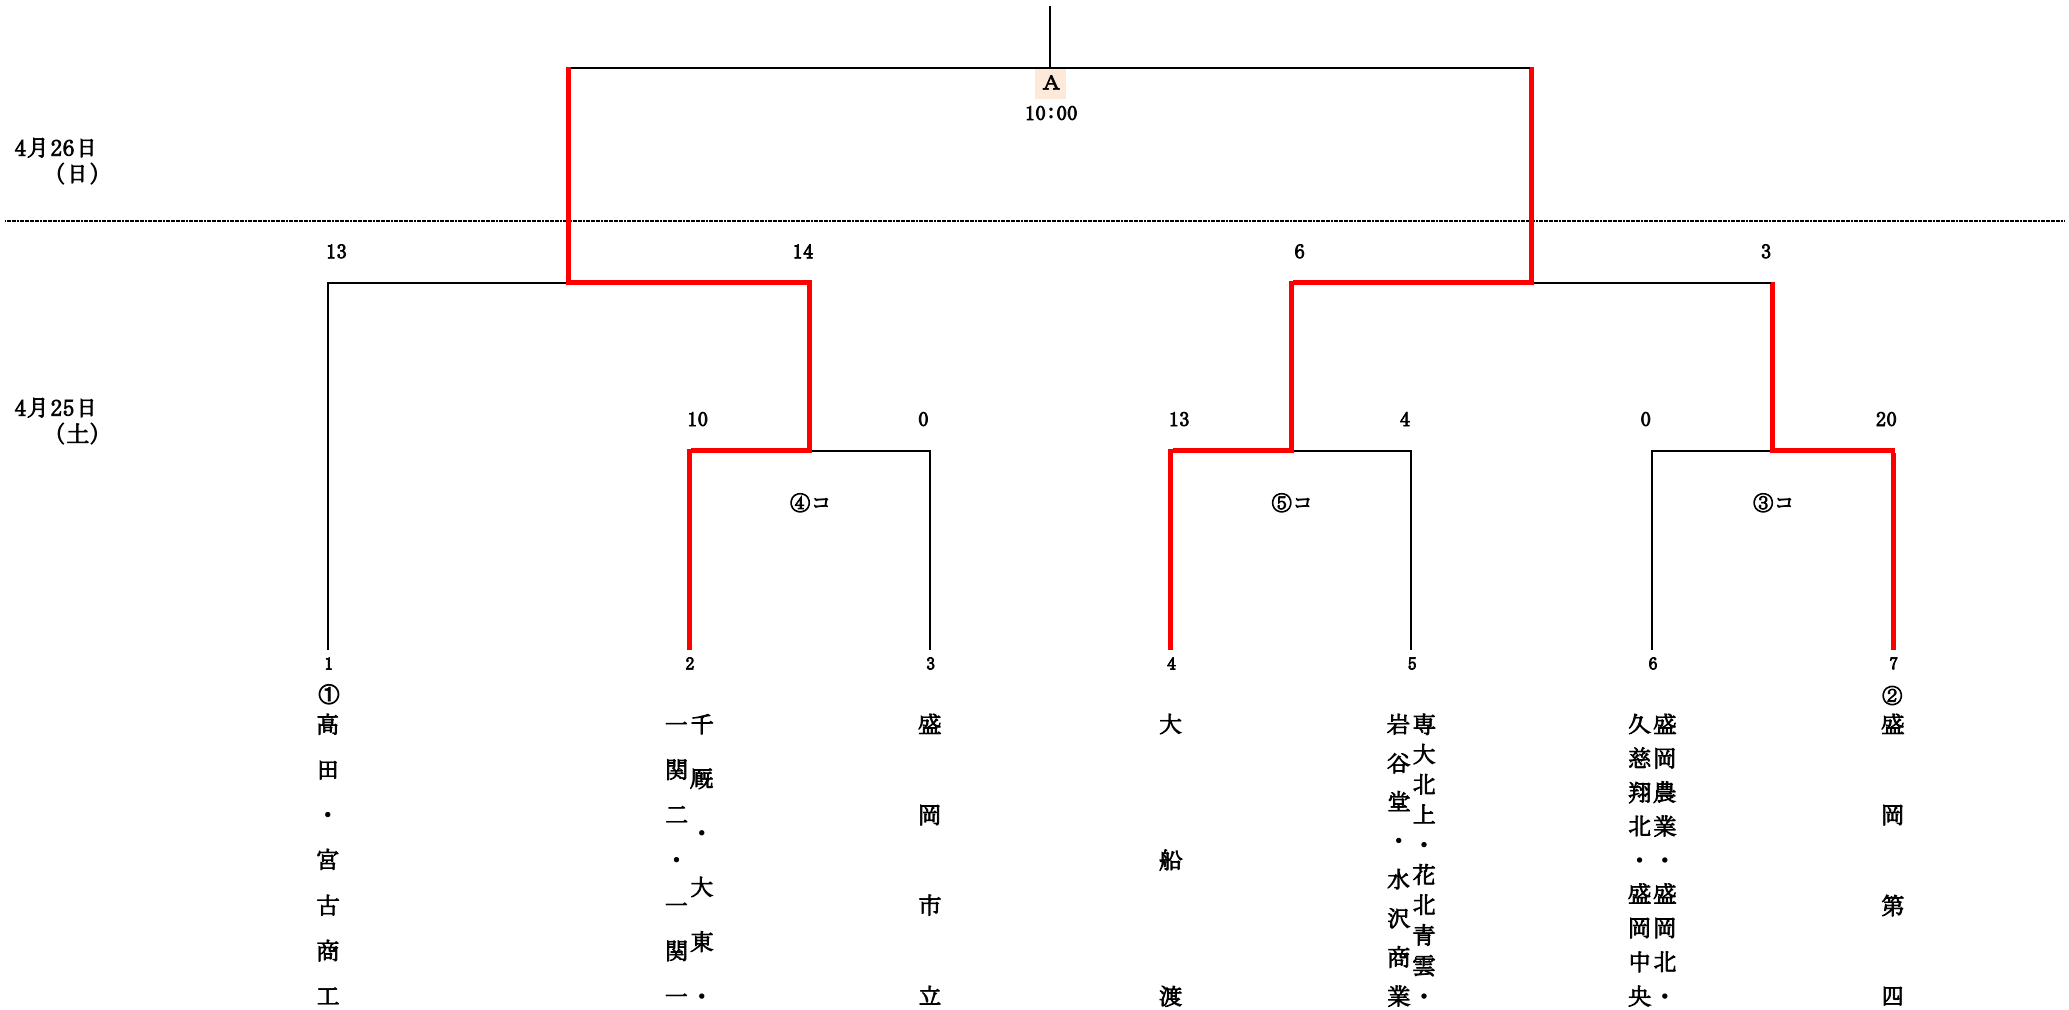 A
10:00
4月26日
（日）
13
14
6
3
4月25日
（土）
10
0
13
4
0
20
④コ
⑤コ
③コ
1
2
3
4
5
6
7
①
髙田・宮古商工
千厩・大東・
一関二・一関一
盛岡市立
大船渡
専大北上・花北青雲・
岩谷堂・水沢商業
盛岡農業・盛岡北・
久慈翔北・盛岡中央
②
盛岡第四